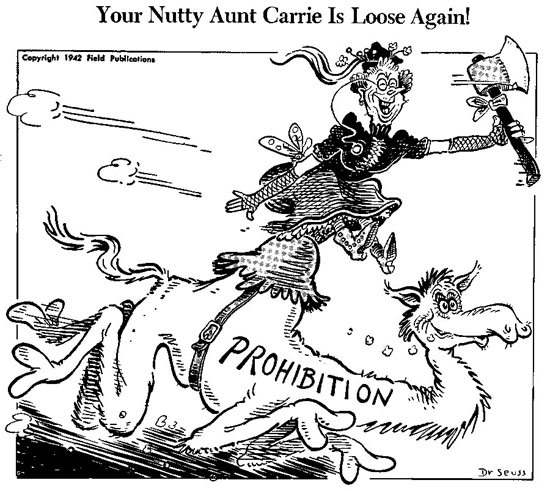 Your Nutty Aunt Carrie Is Loose Again!
Copyright 1942 Field Publications
PROHIBITION
Dr Seuss